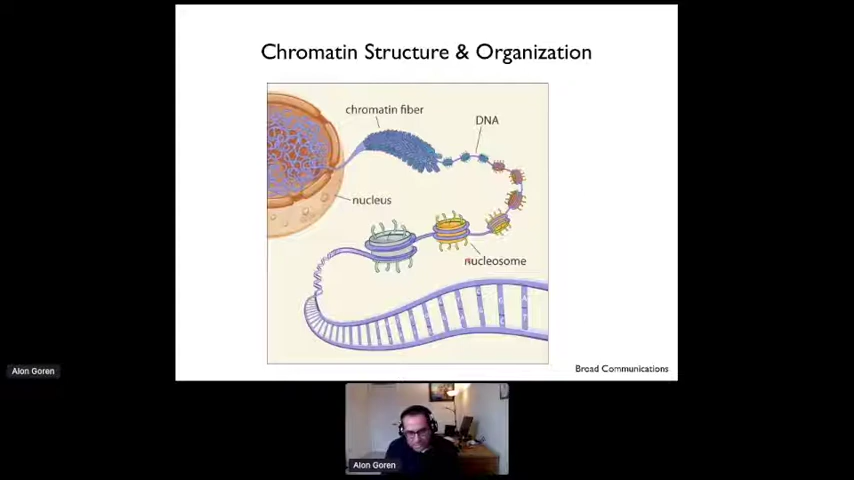 Chromatin Structure & Organization
chromatin fiber
DNA
nucleus
nucleosome
Broad Communications
Alon Goren
Alon Goren